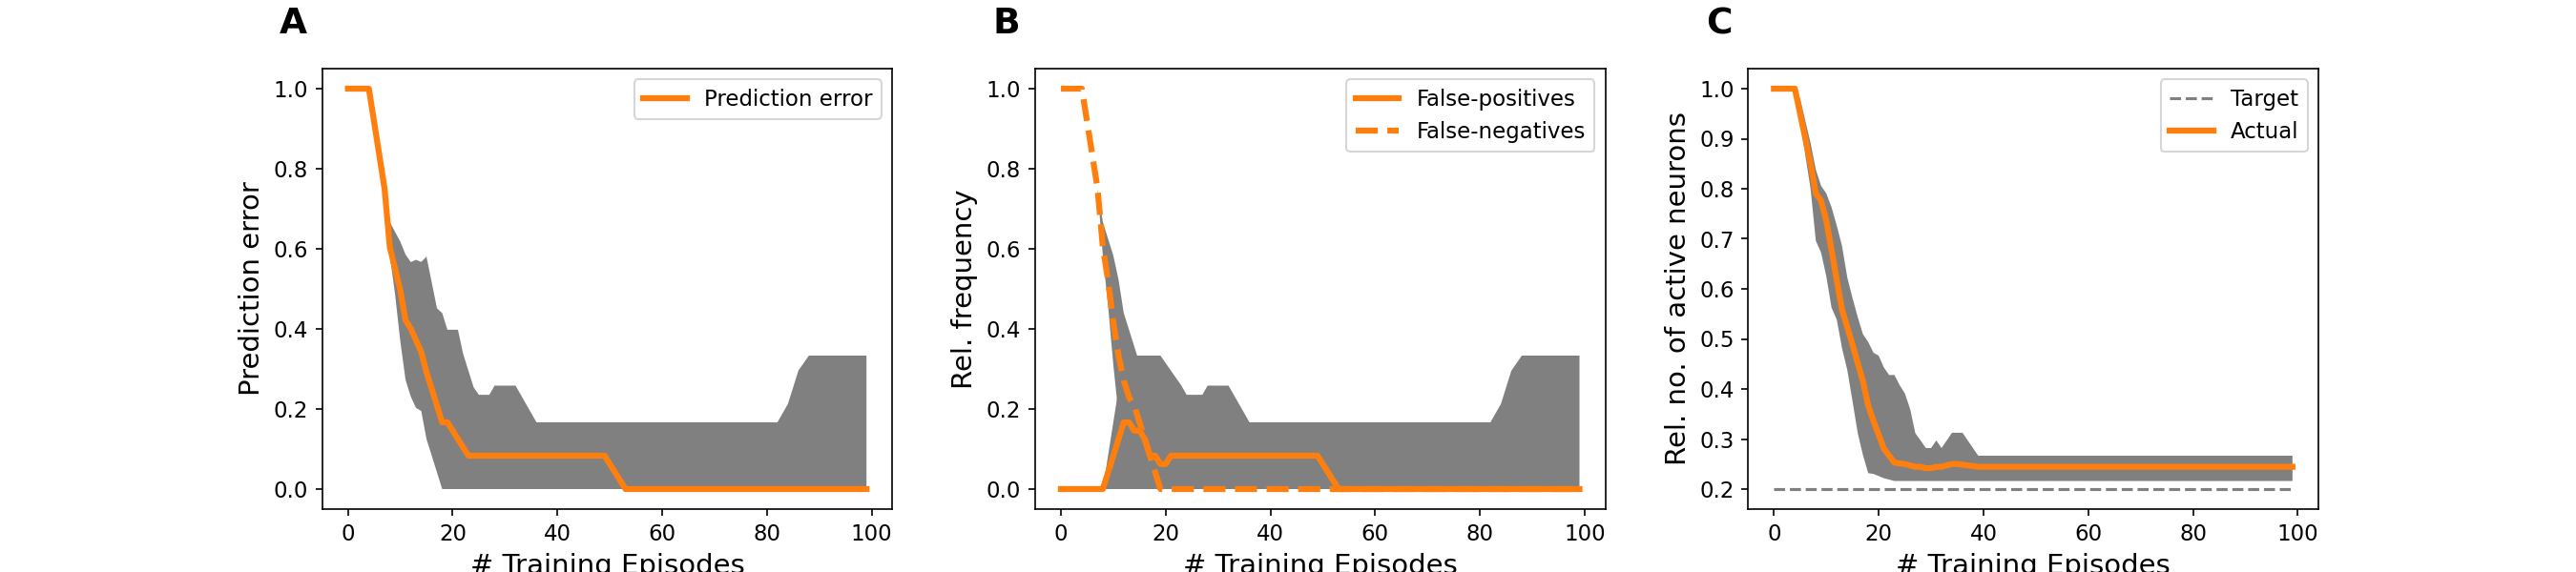 A
B
C
Prediction error
1.0
0.8
0.6
0.4
0.2
0.0
Prediction error
0
20
40
60
80
100
# Training Episodes
Rel. frequency
1.0
0.8
0.6
0.4
0.2
0.0
False-positives
False-negatives
0
20
40
60
80
100
# Training Episodes
Rel. no. of active neurons
1.0
0.9
0.8
0.7
0.6
0.5
0.4
0.3
0.2
Target
Actual
0
20
40
60
80
100
# Training Episodes